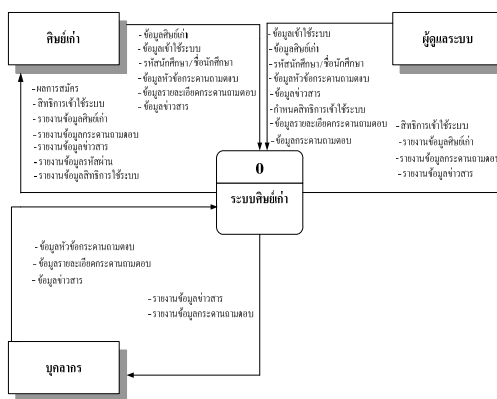 ศิษย์เก่า
ผู้ดูแลระบบ
- ข้อมูลศิษย์เก่า
- ข้อมูลเข้าใช้ระบบ
- รหัสนักศึกษา/ชื่อนักศึกษา
- ข้อมูลหัวข้อกระดานถามตอบ
- ข้อมูลรายละเอียดกระดานถามตอบ
- ข้อมูลข่าวสาร
- ข้อมูลเข้าใช้ระบบ
- ข้อมูลศิษย์เก่า
- รหัสนักศึกษา/ชื่อนักศึกษา
- ข้อมูลหัวข้อกระดานถามตอบ
- ข้อมูลข่าวสาร
- กำหนดสิทธิการเข้าใช้ระบบ
- ข้อมูลรายละเอียดกระดานถามตอบ
- ข้อมูลกระดานถามตอบ
- ผลการสมัคร
- สิทธิการเข้าใช้ระบบ
- รายงานข้อมูลศิษย์เก่า
- รายงานข้อมูลกระดานถามตอบ
- รายงานข้อมูลข่าวสาร
- รายงานข้อมูลรหัสผ่าน
- รายงานข้อมูลสิทธิการใช้ระบบ
- สิทธิการเข้าใช้ระบบ
- รายงานข้อมูลศิษย์เก่า
- รายงานข้อมูลกระดานถามตอบ
- รายงานข้อมูลข่าวสาร
0
ระบบศิษย์เก่า
- ข้อมูลหัวข้อกระดานถามตอบ
- ข้อมูลรายละเอียดกระดานถามตอบ
- ข้อมูลข่าวสาร
- รายงานข้อมูลข่าวสาร
- รายงานข้อมูลกระดานถามตอบ
บุคลากร